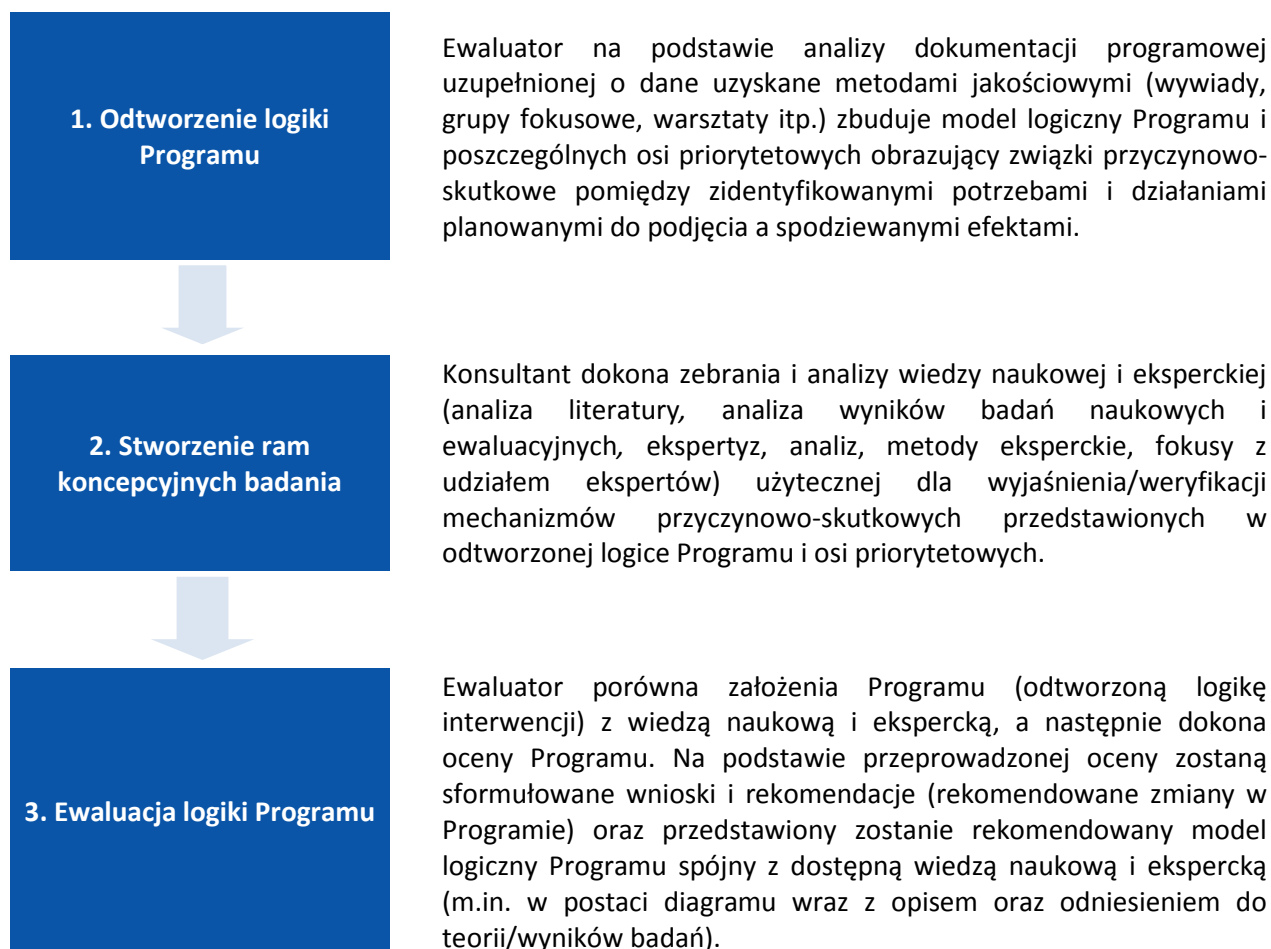 1. Odtworzenie logiki
Programu
Ewaluator na podstawie analizy dokumentacji programowej
uzupełnionej o dane uzyskane metodami jakościowymi (wywiady,
grupy fokusowe, warsztaty itp.) zbuduje model logiczny Programu i
poszczególnych osi priorytetowych obrazujący związki przyczynowo-
skutkowe pomiędzy zidentyfikowanymi potrzebami i działaniami
planowanymi do podjęcia a spodziewanymi efektami.
2. Stworzenie ram
koncepcyjnych badania
Konsultant dokona zebrania i analizy wiedzy naukowej i eksperckiej
(analiza literatury, analiza wyników badań naukowych i
ewaluacyjnych, ekspertyz, analiz, metody eksperckie, fokusy z
udziałem ekspertów) użytecznej dla wyjaśnienia/weryfikacji
mechanizmów przyczynowo-skutkowych przedstawionych w
odtworzonej logice Programu i osi priorytetowych.
3. Ewaluacja logiki Programu
Ewaluator porówna założenia Programu (odtworzoną logikę
interwencji) z wiedzą naukową i ekspercką, a następnie dokona
oceny Programu. Na podstawie przeprowadzonej oceny zostaną
sformułowane wnioski i rekomendacje (rekomendowane zmiany w
Programie) oraz przedstawiony zostanie rekomendowany model
logiczny Programu spójny z dostępną wiedzą naukową i ekspercką
(m.in. w postaci diagramu wraz z opisem oraz odniesieniem do
teorii/wyników badań).